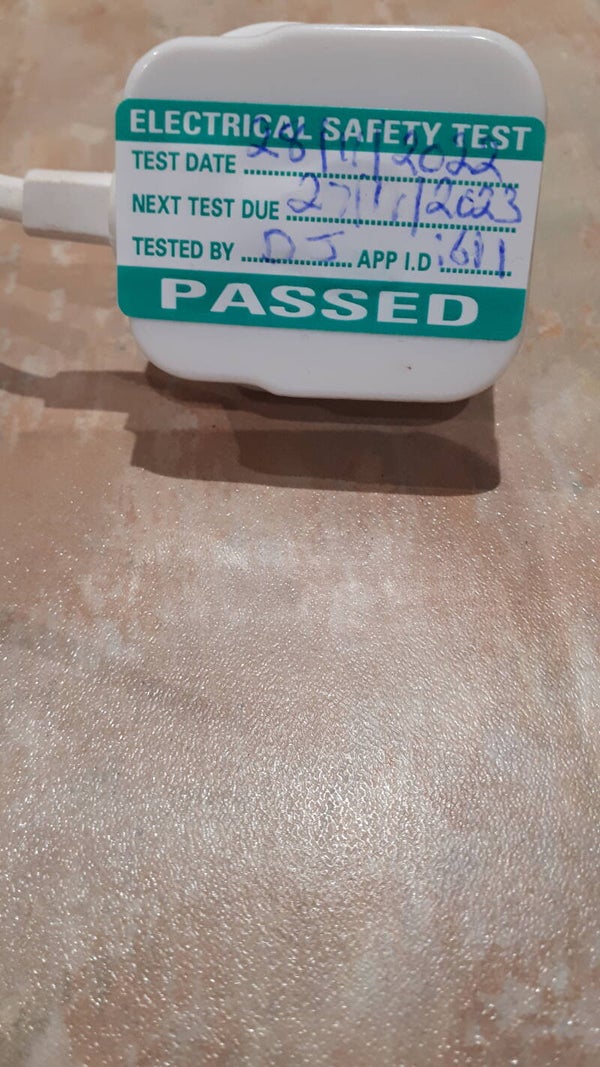 ELECTRICAL SAFETY TEST
TEST DATE 28/11/2022
NEXT TEST DUE 27/11/2023
TESTED BY DJ APP I.D 1611
PASSED